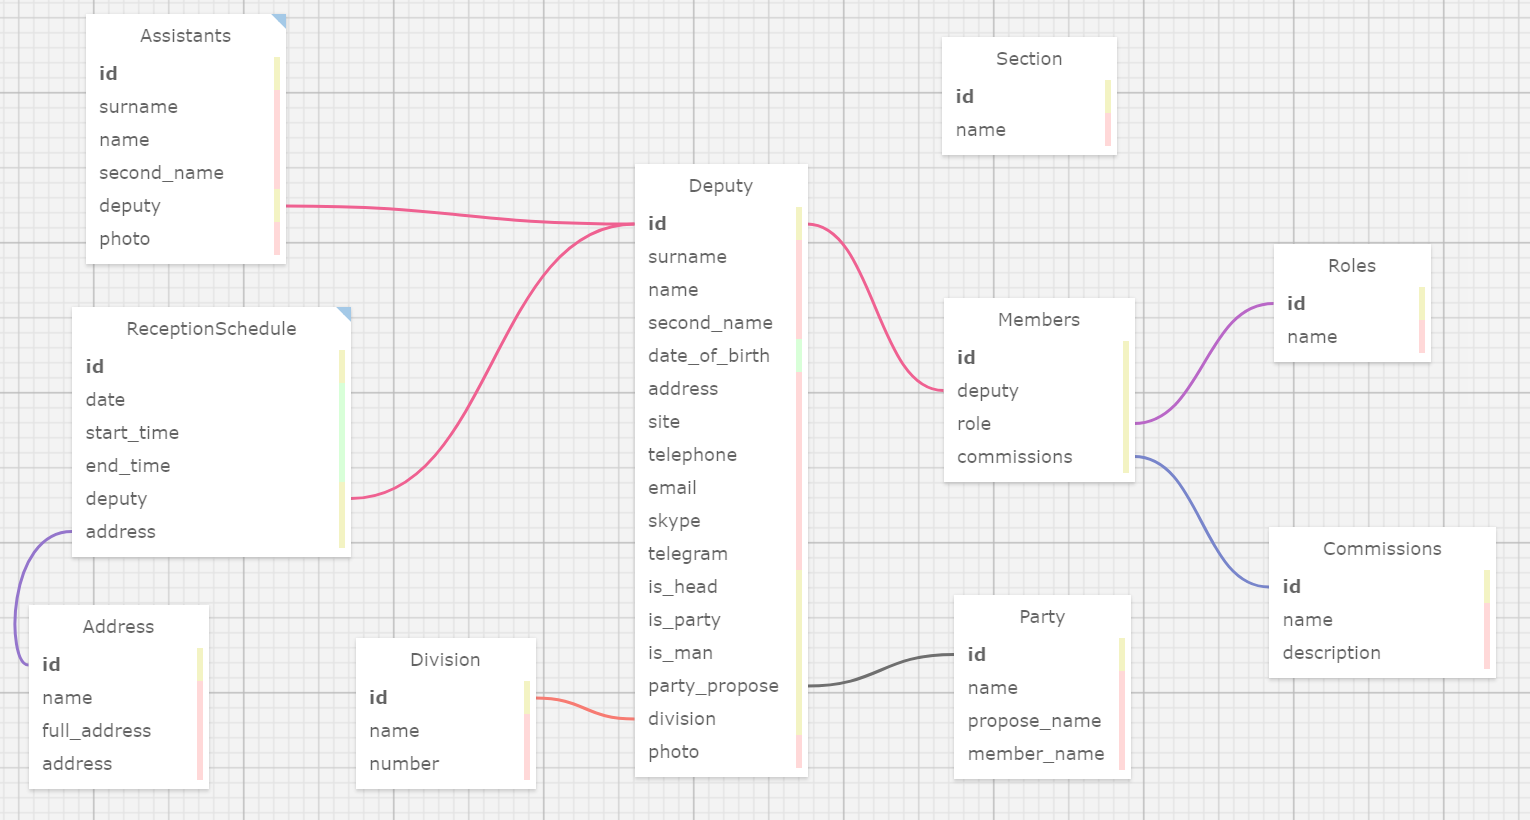 Assistants
id
surname
name
second_name
deputy
photo
ReceptionSchedule
id
date
start_time
end_time
deputy
address
Address
id
name
full_address
address
Division
id
name
number
Deputy
id
surname
name
second_name
date_of_birth
address
site
telephone
email
skype
telegram
is_head
is_party
is_man
party_propose
division
photo
Section
id
name
Members
id
deputy
role
commissions
Party
id
name
propose_name
member_name
Roles
id
name
Commissions
id
name
description